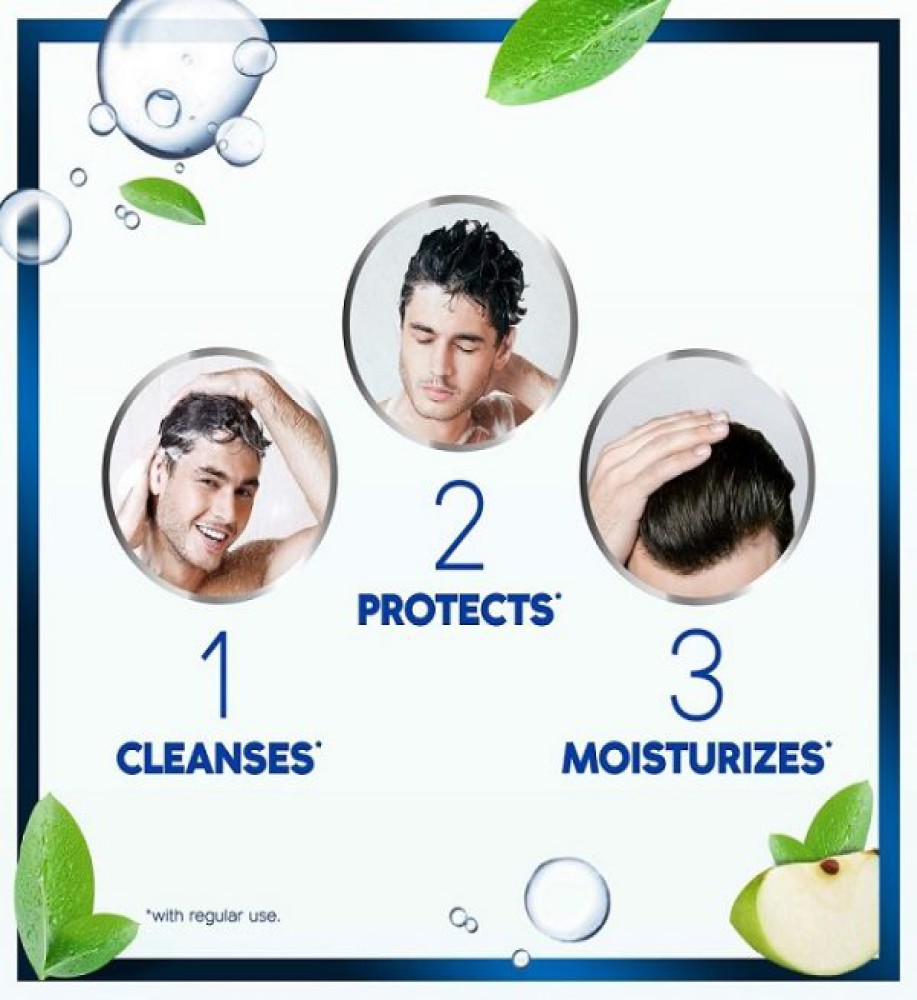 2
PROTECTS*
1
CLEANSES*
3
MOISTURIZES*
*with regular use.